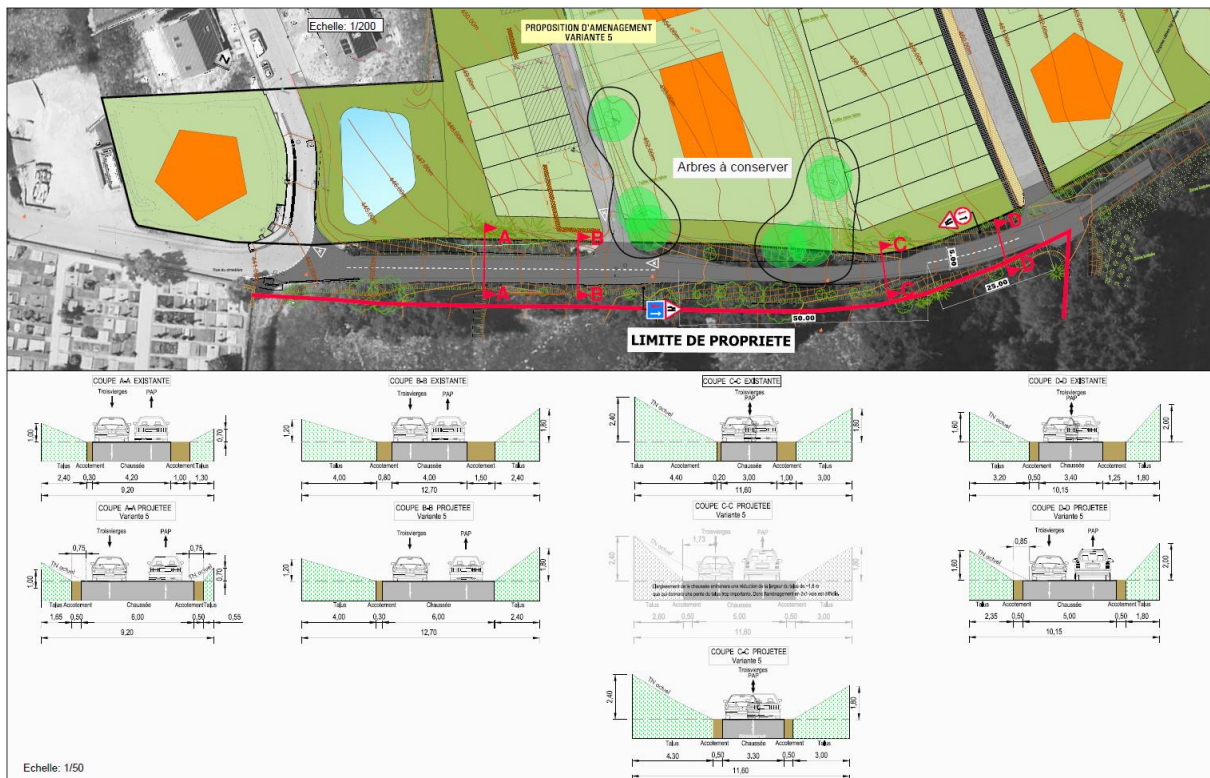 Echelle: 1/200
PROPOSITION D'AMENAGEMENT
VARIANTE 5
Arbres à conserver
Rue du cimetière
A
B
C
D
A
B
C
D
5.00
25.00
50.00
LIMITE DE PROPRIETE
COUPE A-A EXISTANTE
Troisvierges PAP
TN actuel
1,00
0,70
Talus Accotement Chaussée Accotement Talus
2,40 0,30 4,20 1,00 1,30
9,20
COUPE B-B EXISTANTE
Troisvierges PAP
1,20
1,80
Talus Accotement Chaussée Accotement Talus
4,00 0,80 4,00 1,50 2,40
12,70
COUPE C-C EXISTANTE
Troisvierges
PAP
TN actuel
2,40
1,80
Talus Accotement Chaussée Accotement Talus
4,40 0,20 3,00 1,00 3,00
11,60
COUPE D-D EXISTANTE
Troisvierges
PAP
TN actuel
1,60
2,00
Talus Accotement Chaussée Accotement Talus
3,20 0,50 3,40 1,25 1,80
10,15
COUPE A-A PROJETEE
Variante 5
Troisvierges PAP
0,75
0,75
TN actuel
1,00
0,70
Talus Accotement Chaussée Accotement Talus
1,65 0,50 6,00 0,50 0,55
9,20
COUPE B-B PROJETEE
Variante 5
Troisvierges PAP
1,20
1,80
Talus Accotement Chaussée Talus
4,00 0,30 6,00 2,40
12,70
COUPE C-C PROJETEE
Variante 5
Troisvierges PAP
1,73
TN actuel
2,40
1,80
Talus Accotement Chaussée Accotement Talus
2,60 0,50 5,00 0,50 3,00
11,60
COUPE D-D PROJETEE
Variante 5
Troisvierges PAP
0,85
TN actuel
1,60
2,00
Talus Accotement Chaussée Accotement Talus
2,35 0,50 5,00 0,50 1,80
10,15
COUPE C-C PROJETEE
Variante 5
Troisvierges
PAP
TN actuel
2,40
1,80
Talus Accotement Chaussée Accotement Talus
4.30 0,50 3.30 0,50 3,00
11,60
Echelle: 1/50